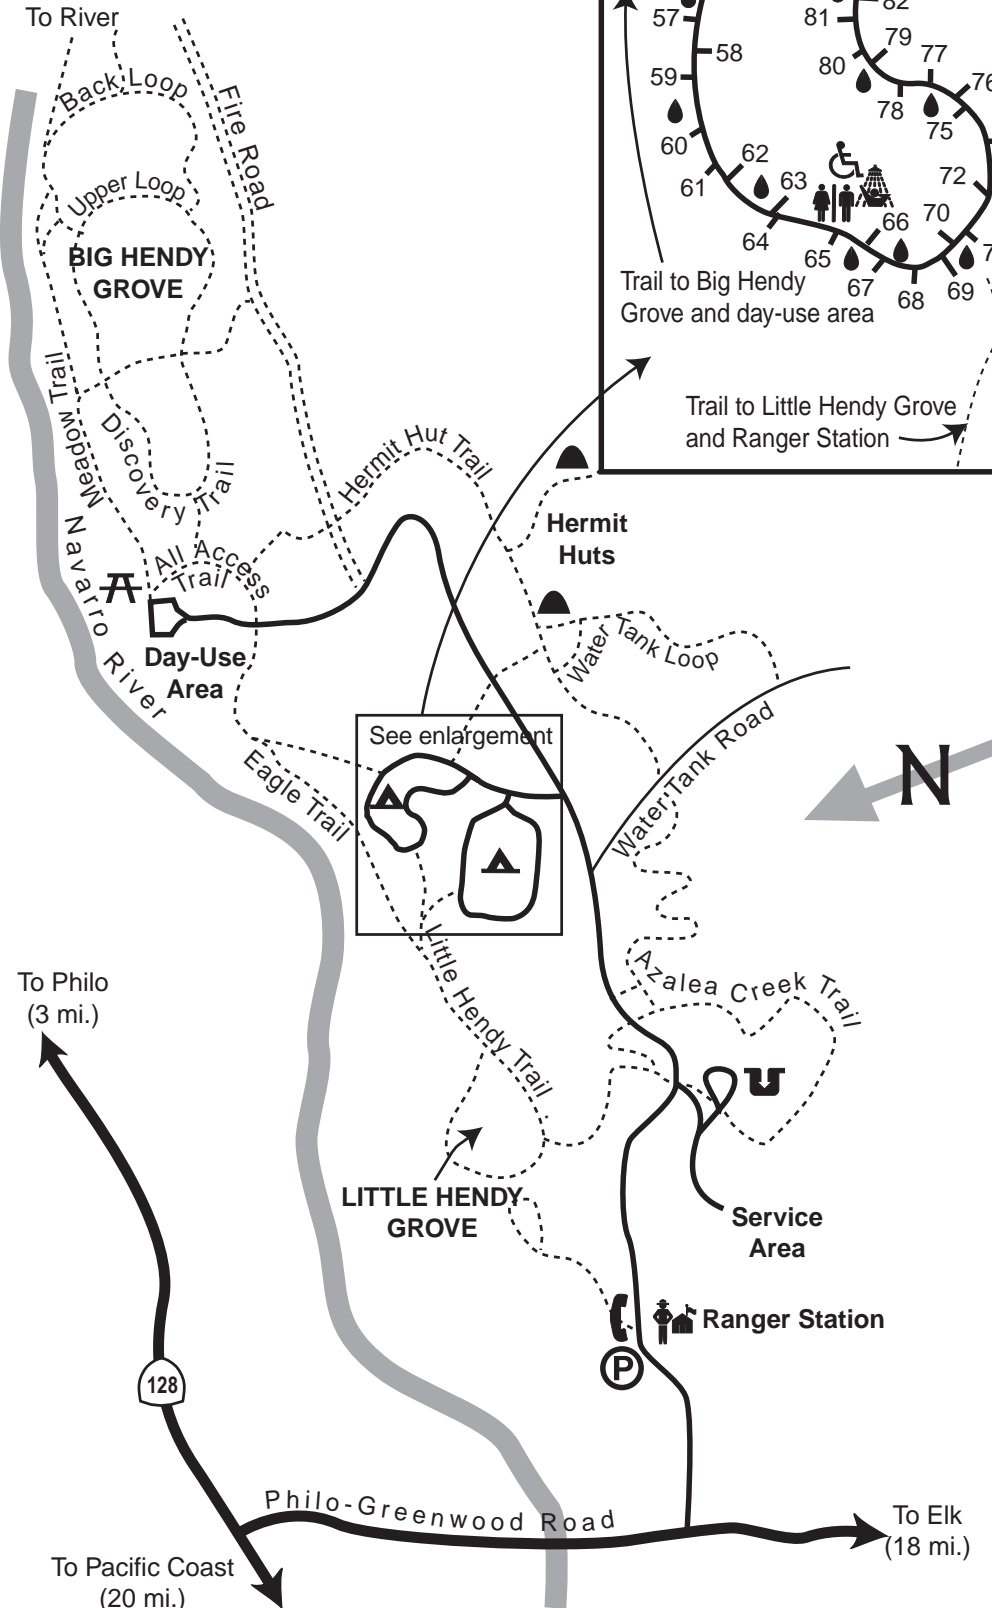 To River
Back Loop
Fire Road
Upper Loop
BIG HENDY
GROVE
Meadow Trail
Discovery Trail
Navarro River
All Access
Trail
Day-Use
Area
Hermit Hut Trail
Hermit
Huts
Water Tank Loop
Water Tank Road
See enlargement
Eagle Trail
Little Hendy Trail
Azalea Creek Trail
N
LITTLE HENDY
GROVE
Service
Area
Ranger Station
P
To Philo
(3 mi.)
128
Philo-Greenwood Road
To Elk
(18 mi.)
To Pacific Coast
(20 mi.)
57
58
59
60
61
62
63
64
65
66
67
68
69
70
72
75
76
77
78
79
80
81
82
Trail to Big Hendy
Grove and day-use area
Trail to Little Hendy Grove
and Ranger Station